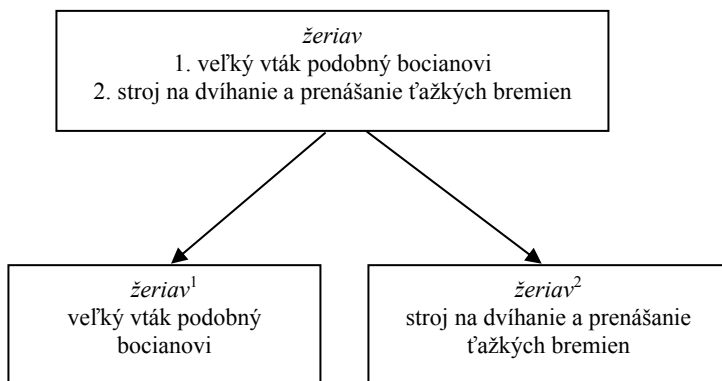 žeriav
1. veľký vták podobný bocianovi
2. stroj na dvíhanie a prenášanie ťažkých bremien
žeriav¹
veľký vták podobný
bocianovi
žeriav²
stroj na dvíhanie a prenášanie
ťažkých bremien